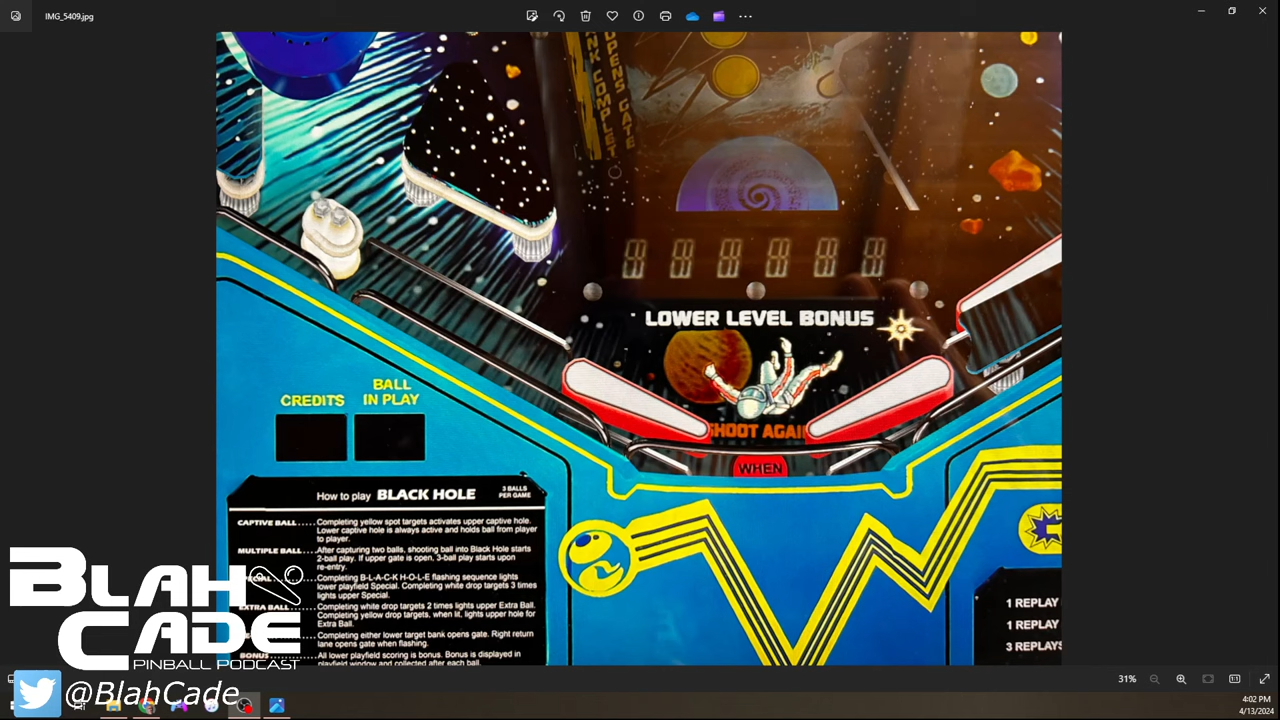 IMG_5409.jpg
NK COMPLET
OPENS GATE
LOWER LEVEL BONUS
SHOOT AGAIN
WHEN
CREDITS
BALL
IN PLAY
How to play BLACK HOLE
3 BALLS
PER GAME
CAPTIVE BALL..... Completing yellow spot targets activates upper captive hole.
Lower captive hole is always active and holds ball from player
to player.
MULTIPLE BALL.... After capturing two balls, shooting ball into Black Hole starts
2-ball play. If upper gate is open, 3-ball play starts upon
re-entry.
Completing B-L-A-C-K H-O-L-E flashing sequence lights
lower playfield Special. Completing white drop targets 3 times
lights upper Special.
EXTRA BALL..... Completing white drop targets 2 times lights upper Extra Ball.
Completing yellow drop targets, when lit, lights upper hole for
Extra Ball.
Completing either lower target bank opens gate. Right return
lane opens gate when flashing.
BONUS..... All lower playfield scoring is bonus. Bonus is displayed in
playfield window and collected after each ball.
1 REPLAY
1 REPLAY
3 REPLAYS
BLAH
CADE
PINBALL PODCAST
@BlahCade
31%
4:02 PM
4/13/2024